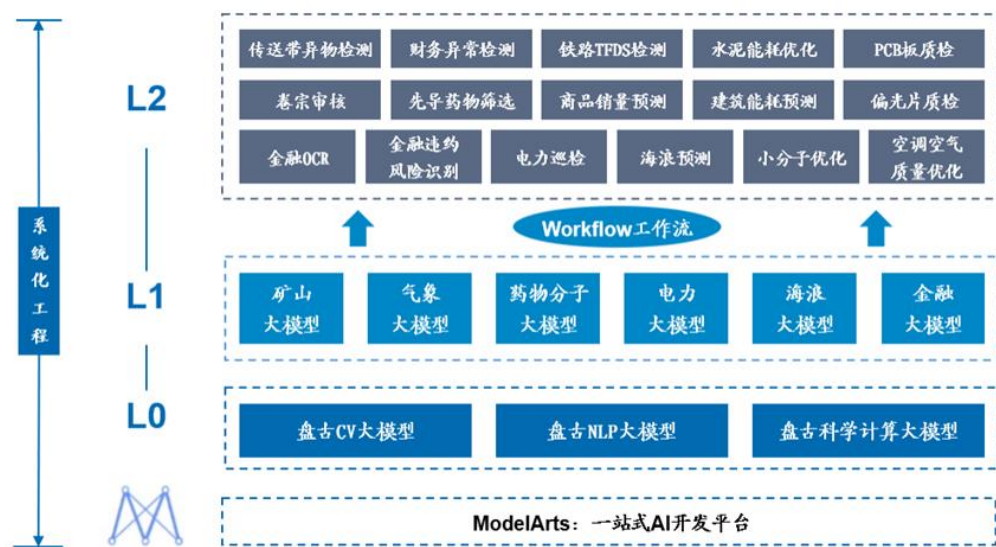 传送带异物检测
财务异常检测
铁路TFDS检测
水泥能耗优化
PCB板质检
L2
卷宗审核
先导药物筛选
商品销量预测
建筑能耗预测
偏光片质检
金融OCR
金融违约
风险识别
电力巡检
海浪预测
小分子优化
空调空气
质量优化
Workflow工作流
系统化工程
L1
矿山
大模型
气象
大模型
药物分子
大模型
电力
大模型
海浪
大模型
金融
大模型
L0
盘古CV大模型
盘古NLP大模型
盘古科学计算大模型
ModelArts：一站式AI开发平台